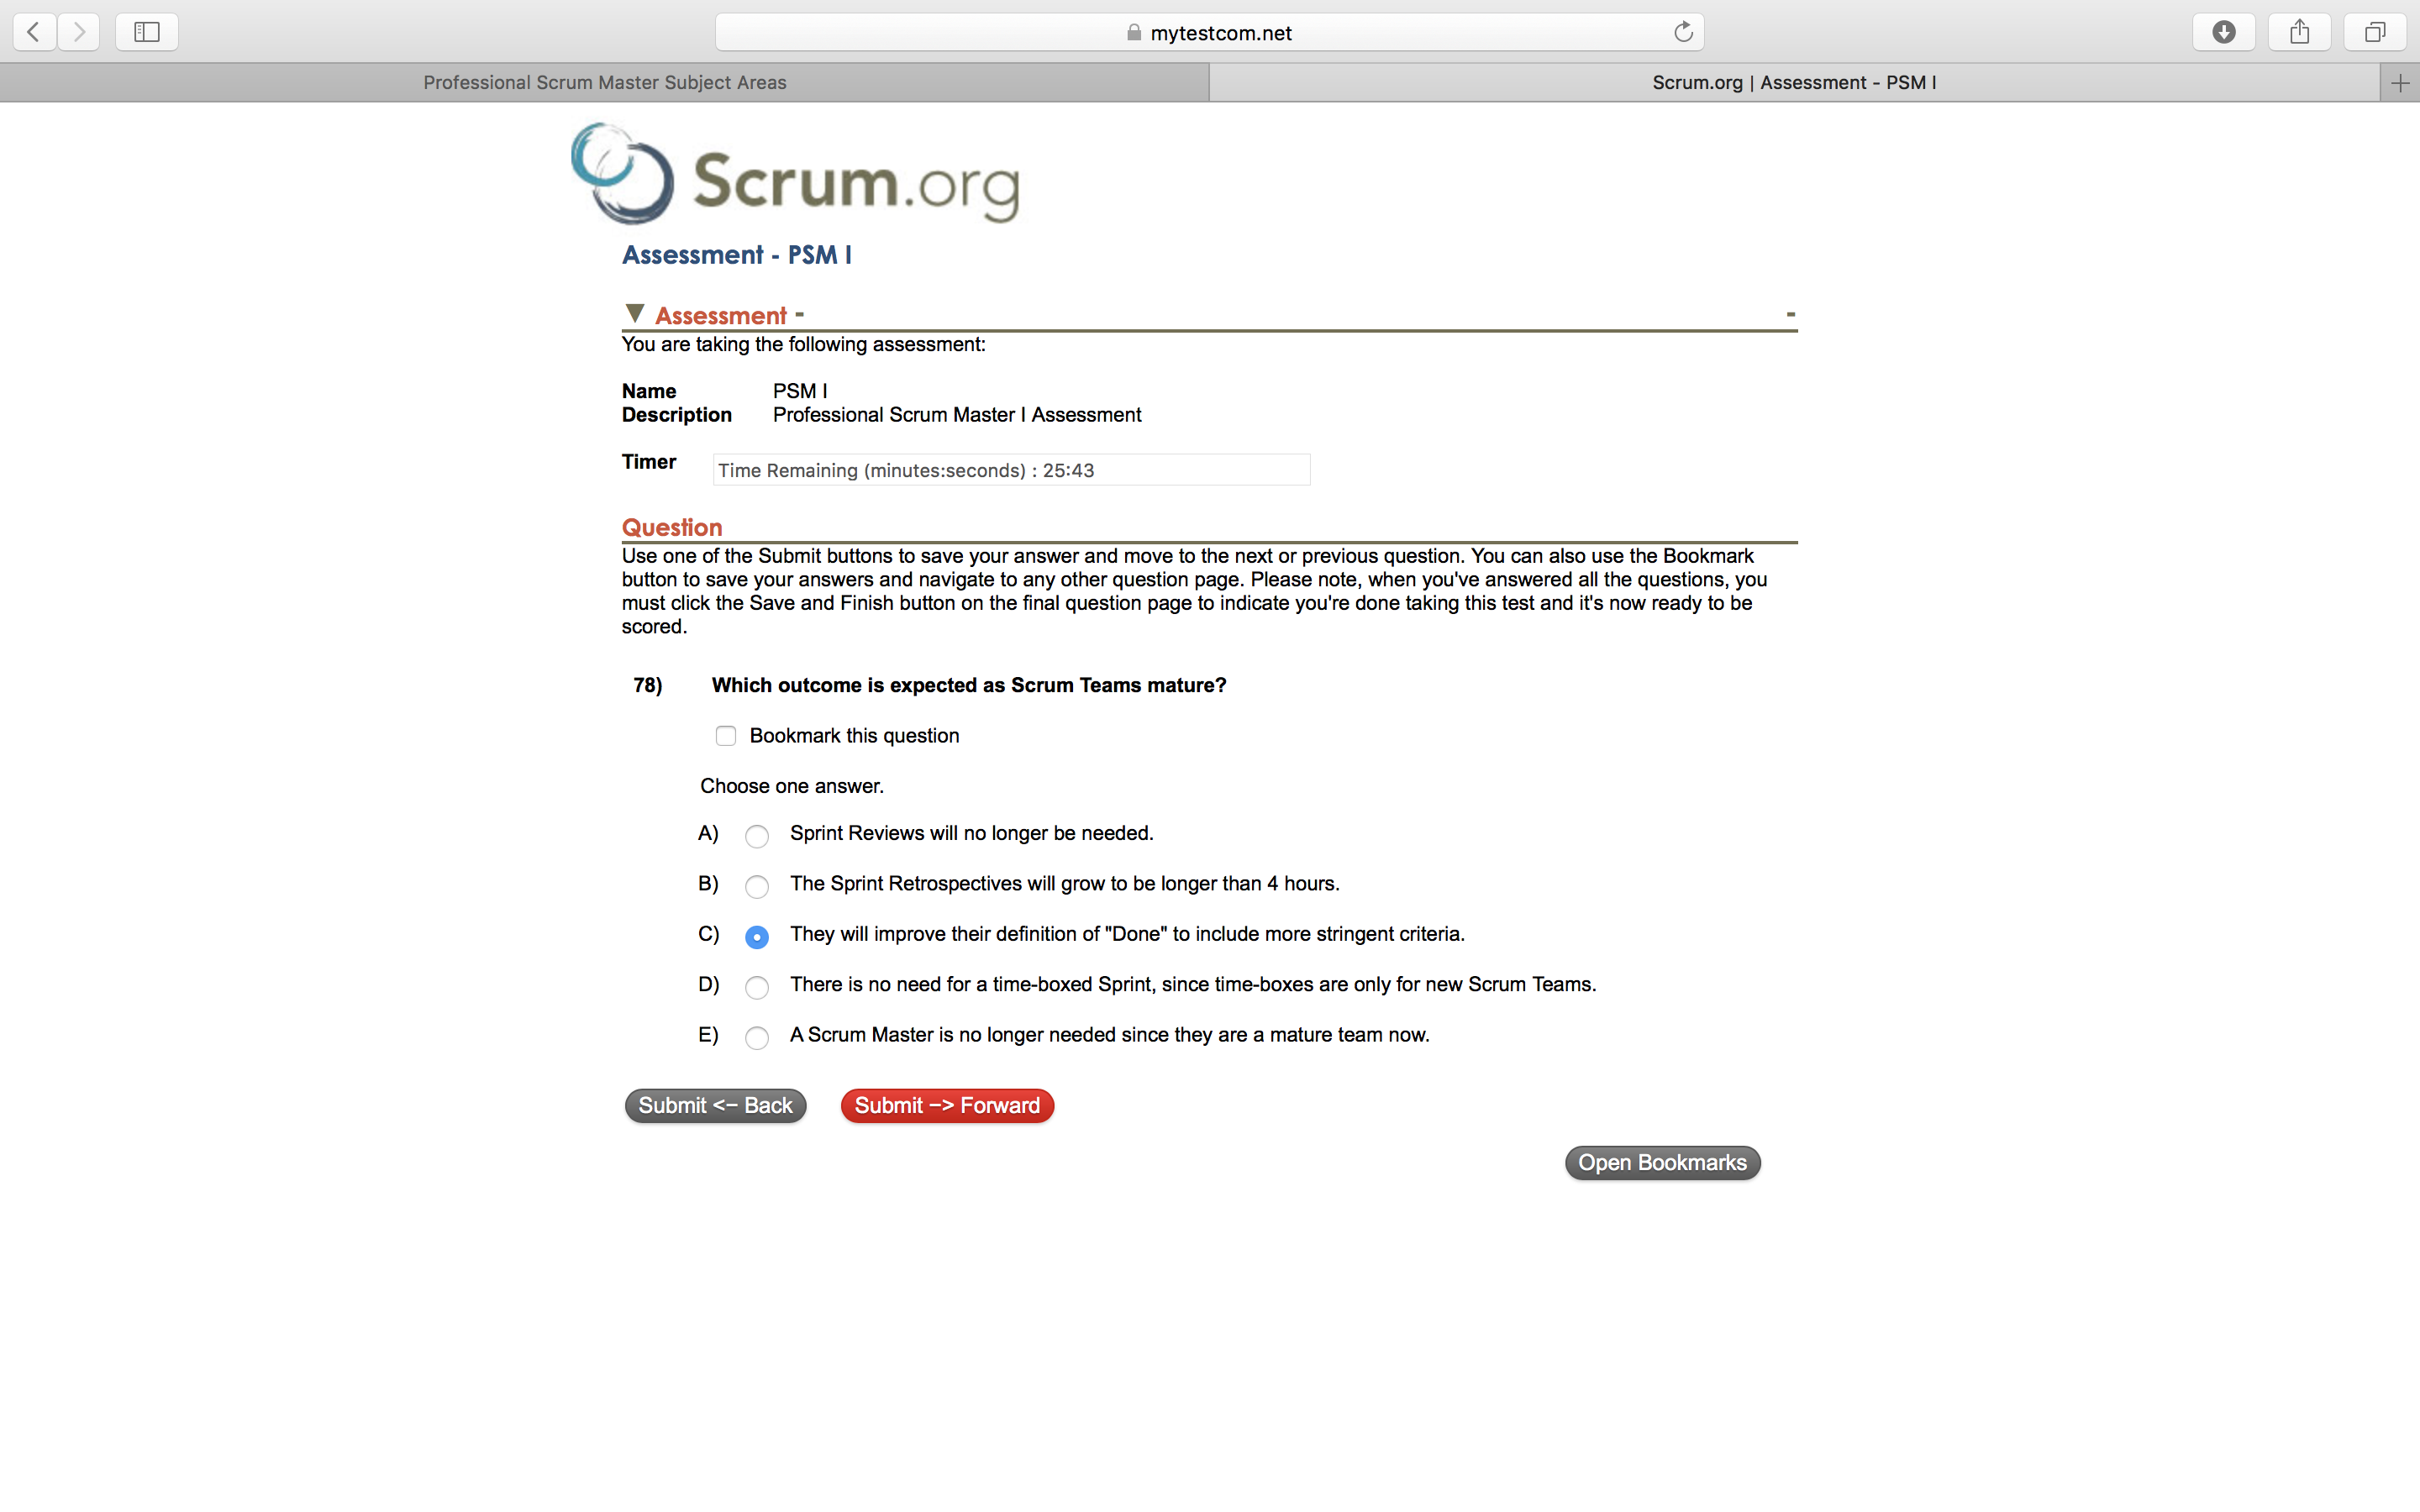 mytestcom.net
Professional Scrum Master Subject Areas
Scrum.org | Assessment - PSM I
Scrum.org
Assessment - PSM I
▼ Assessment - -
You are taking the following assessment:
Name PSM I
Description Professional Scrum Master I Assessment
Timer Time Remaining (minutes:seconds) : 25:43
Question
Use one of the Submit buttons to save your answer and move to the next or previous question. You can also use the Bookmark
button to save your answers and navigate to any other question page. Please note, when you've answered all the questions, you
must click the Save and Finish button on the final question page to indicate you're done taking this test and it's now ready to be
scored.
78) Which outcome is expected as Scrum Teams mature?
Bookmark this question
Choose one answer.
A) Sprint Reviews will no longer be needed.
B) The Sprint Retrospectives will grow to be longer than 4 hours.
C) They will improve their definition of "Done" to include more stringent criteria.
D) There is no need for a time-boxed Sprint, since time-boxes are only for new Scrum Teams.
E) A Scrum Master is no longer needed since they are a mature team now.
Submit <- Back Submit -> Forward
Open Bookmarks